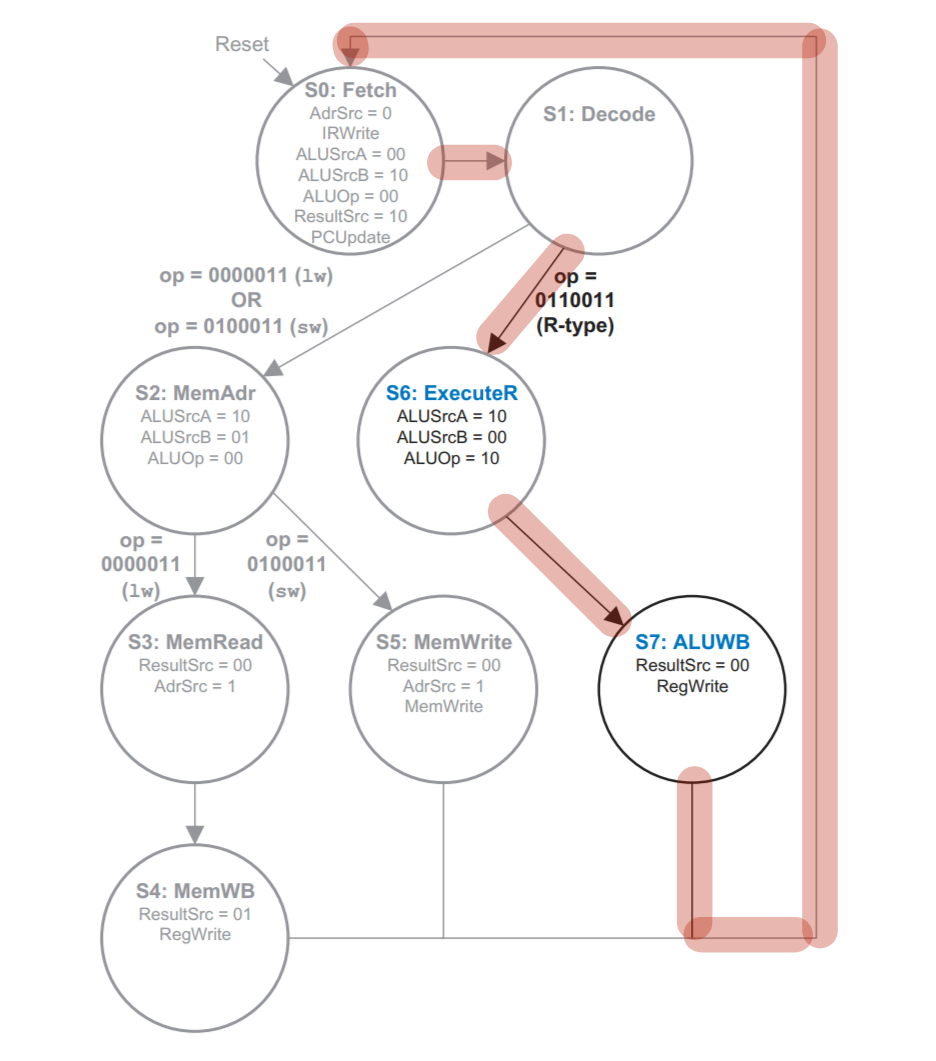 Reset
S0: Fetch
AdrSrc = 0
IRWrite
ALUSrcA = 00
ALUSrcB = 10
ALUOp = 00
ResultSrc = 10
PCUpdate
S1: Decode
op = 0000011 (lw)
OR
op = 0100011 (sw)
op =
0110011
(R-type)
S2: MemAdr
ALUSrcA = 10
ALUSrcB = 01
ALUOp = 00
S6: ExecuteR
ALUSrcA = 10
ALUSrcB = 00
ALUOp = 10
op =
0000011
(lw)
op =
0100011
(sw)
S3: MemRead
ResultSrc = 00
AdrSrc = 1
S5: MemWrite
ResultSrc = 00
AdrSrc = 1
MemWrite
S7: ALUWB
ResultSrc = 00
RegWrite
S4: MemWB
ResultSrc = 01
RegWrite